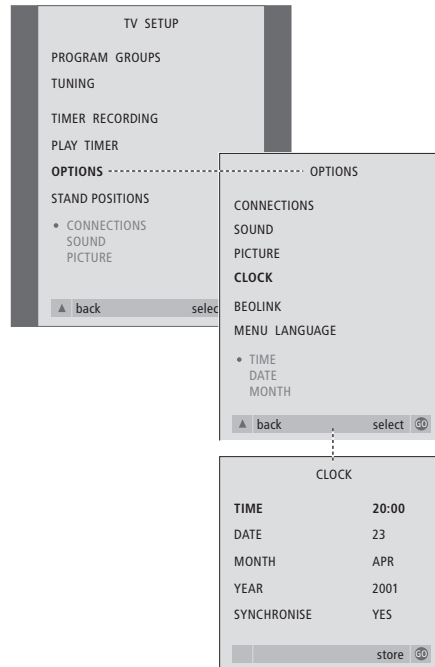 TV SETUP
PROGRAM GROUPS
TUNING
TIMER RECORDING
PLAY TIMER
OPTIONS
STAND POSITIONS
• CONNECTIONS
SOUND
PICTURE
▲ back selec
OPTIONS
CONNECTIONS
SOUND
PICTURE
CLOCK
BEOLINK
MENU LANGUAGE
• TIME
DATE
MONTH
▲ back select GO
CLOCK
TIME 20:00
DATE 23
MONTH APR
YEAR 2001
SYNCHRONISE YES
store GO